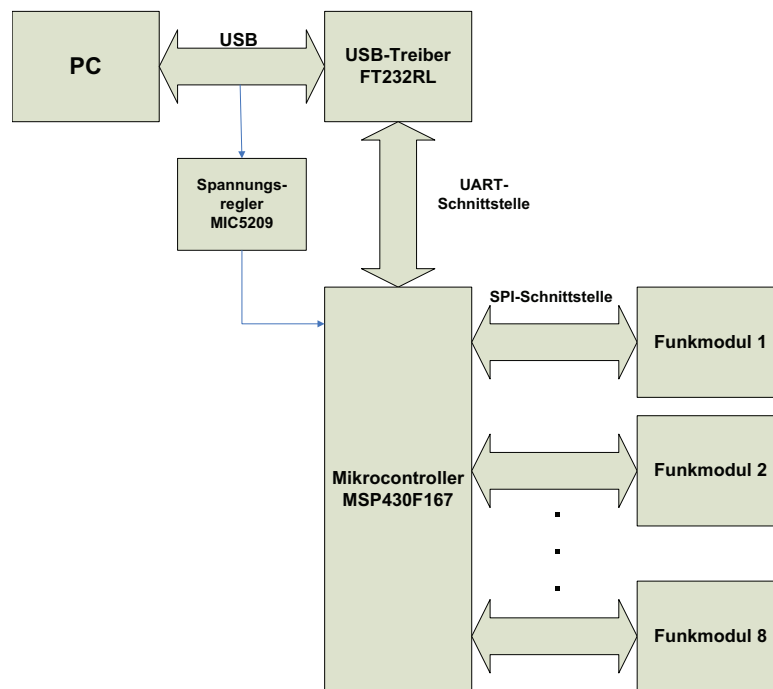 PC
USB
USB-Treiber
FT232RL
Spannungs-
regler
MIC5209
UART-
Schnittstelle
SPI-Schnittstelle
Funkmodul 1
Mikrocontroller
MSP430F167
Funkmodul 2
Funkmodul 8